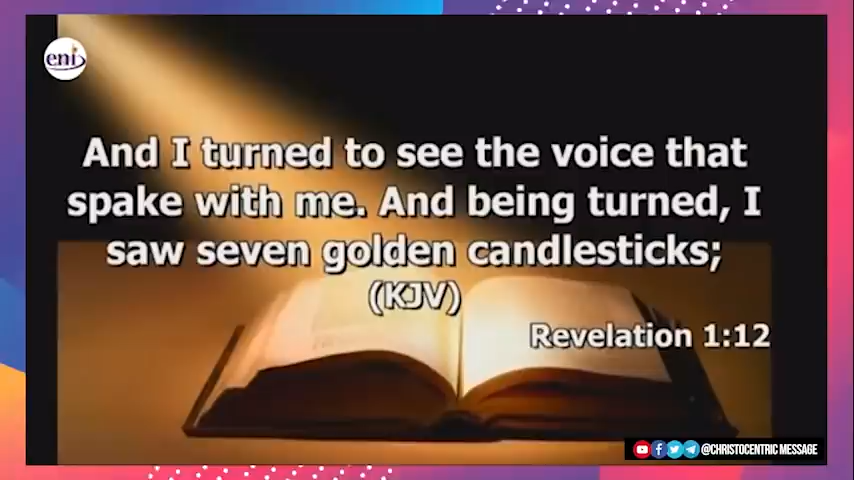 eni
And I turned to see the voice that
spake with me. And being turned, I
saw seven golden candlesticks;
(KJV)
Revelation 1:12
@CHRISTOCENTRIC MESSAGE